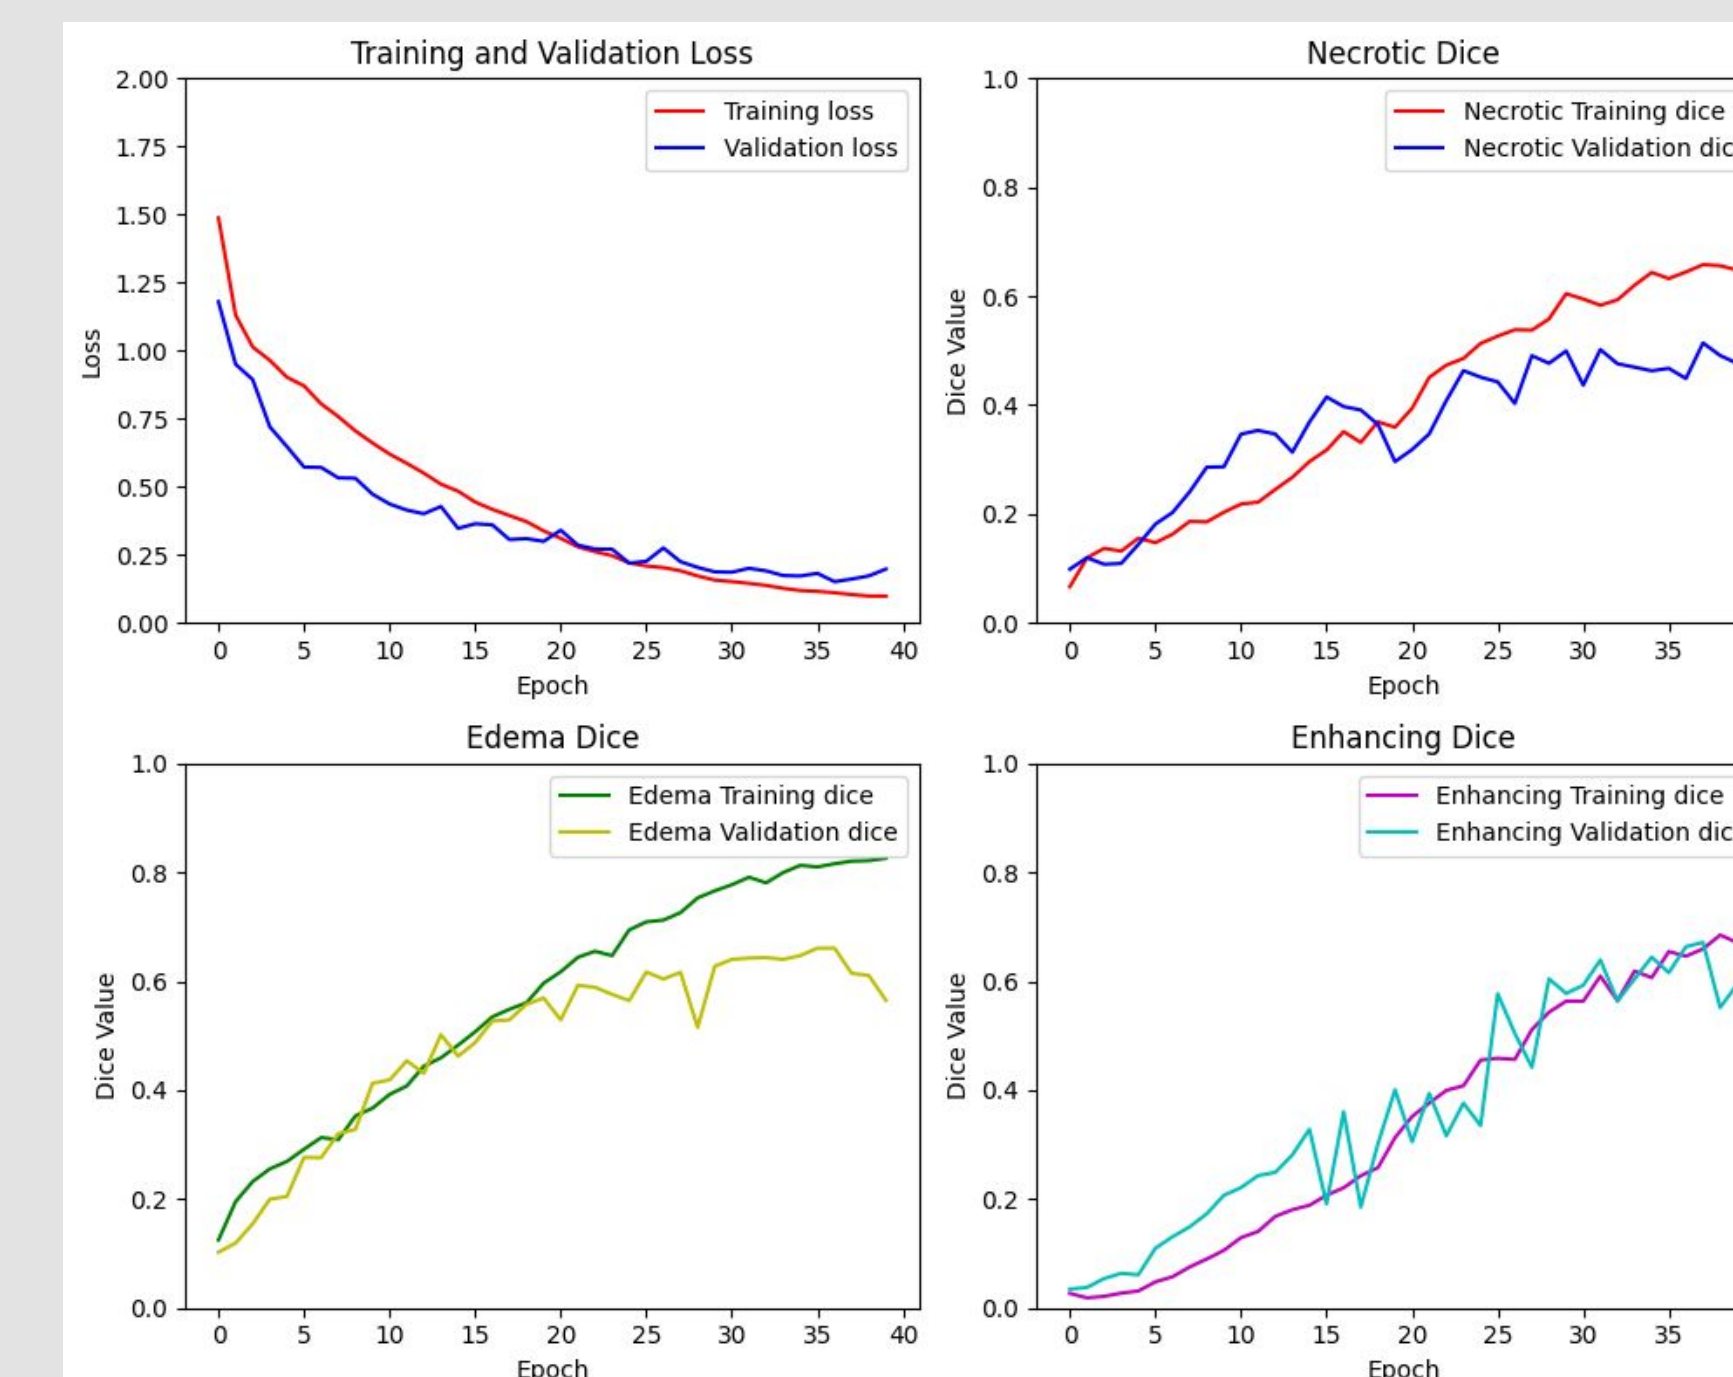 Training and Validation Loss
2.00
1.75
1.50
1.25
1.00
0.75
0.50
0.25
0.00
Loss
Training loss
Validation loss
0 5 10 15 20 25 30 35 40
Epoch
Necrotic Dice
1.0
0.8
0.6
0.4
0.2
0.0
Dice Value
Necrotic Training dice
Necrotic Validation dic
0 5 10 15 20 25 30 35
Epoch
Edema Dice
1.0
0.8
0.6
0.4
0.2
0.0
Dice Value
Edema Training dice
Edema Validation dice
0 5 10 15 20 25 30 35 40
Epoch
Enhancing Dice
1.0
0.8
0.6
0.4
0.2
0.0
Dice Value
Enhancing Training dice
Enhancing Validation dic
0 5 10 15 20 25 30 35
Epoch